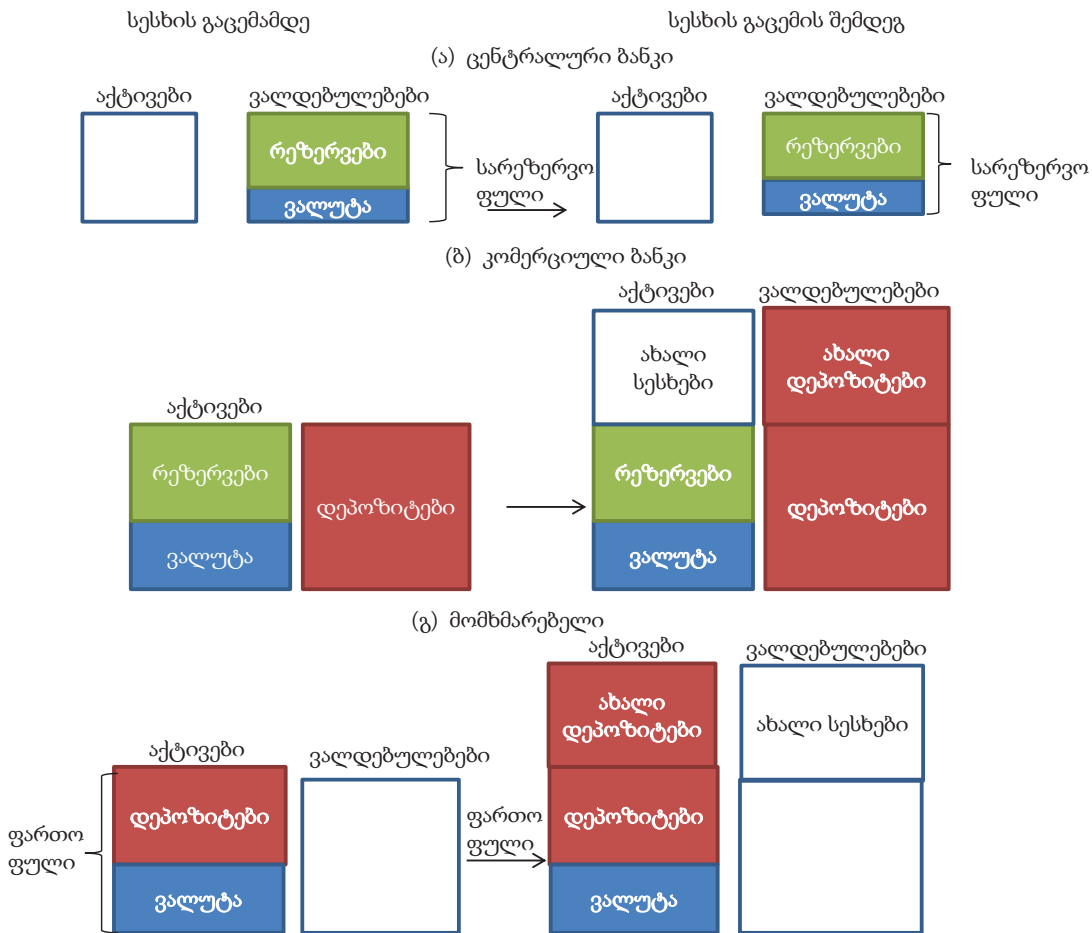 სესხის გაცემამდე
სესხის გაცემის შემდეგ
(ა) ცენტრალური ბანკი
აქტივები
ვალდებულებები
აქტივები
ვალდებულებები
რეზერვები
ვალუტა
სარეზერვო
ფული
რეზერვები
ვალუტა
სარეზერვო
ფული
(ბ) კომერციული ბანკი
აქტივები
ვალდებულებები
ახალი
სესხები
ახალი
დეპოზიტები
აქტივები
რეზერვები
ვალუტა
დეპოზიტები
რეზერვები
ვალუტა
დეპოზიტები
(გ) მომხმარებელი
აქტივები
ვალდებულებები
ახალი
დეპოზიტები
ახალი სესხები
აქტივები
ვალდებულებები
ფართო
ფული
დეპოზიტები
ვალუტა
ფართო
ფული
დეპოზიტები
ვალუტა